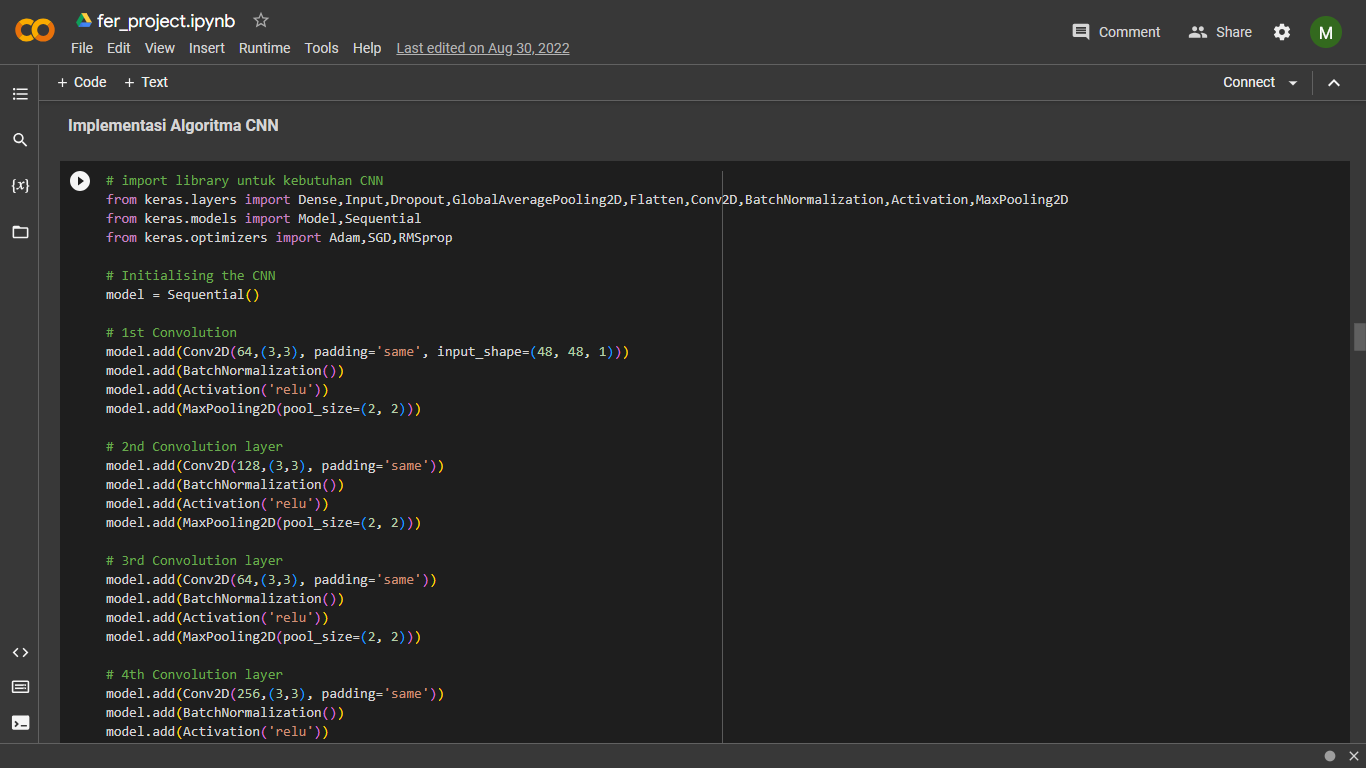 fer_project.ipynb
File Edit View Insert Runtime Tools Help Last edited on Aug 30, 2022
Comment Share M
+ Code + Text
Connect
Implementasi Algoritma CNN
{x}
# import library untuk kebutuhan CNN
from keras.layers import Dense,Input,Dropout,GlobalAveragePooling2D,Flatten,Conv2D,BatchNormalization,Activation,MaxPooling2D
from keras.models import Model,Sequential
from keras.optimizers import Adam,SGD,RMSprop
# Initialising the CNN
model = Sequential()
# 1st Convolution
model.add(Conv2D(64,(3,3), padding='same', input_shape=(48, 48, 1)))
model.add(BatchNormalization())
model.add(Activation('relu'))
model.add(MaxPooling2D(pool_size=(2, 2)))
# 2nd Convolution layer
model.add(Conv2D(128,(3,3), padding='same'))
model.add(BatchNormalization())
model.add(Activation('relu'))
model.add(MaxPooling2D(pool_size=(2, 2)))
# 3rd Convolution layer
model.add(Conv2D(64,(3,3), padding='same'))
model.add(BatchNormalization())
model.add(Activation('relu'))
model.add(MaxPooling2D(pool_size=(2, 2)))
# 4th Convolution layer
model.add(Conv2D(256,(3,3), padding='same'))
model.add(BatchNormalization())
model.add(Activation('relu'))